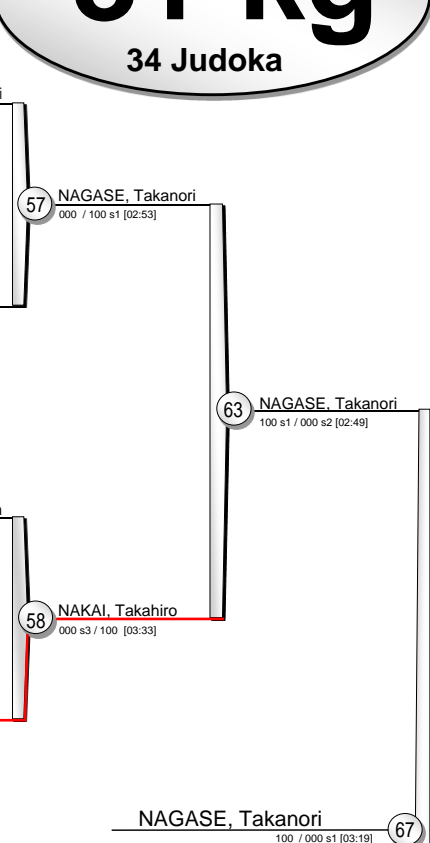 34 Judoka
57
NAGASE, Takanori
000 / 100 s1 [02:53]
63
NAGASE, Takanori
100 s1 / 000 s2 [02:49]
58
NAKAI, Takahiro
000 s3 / 100 [03:33]
NAGASE, Takanori
67
100 / 000 s1 [03:19]